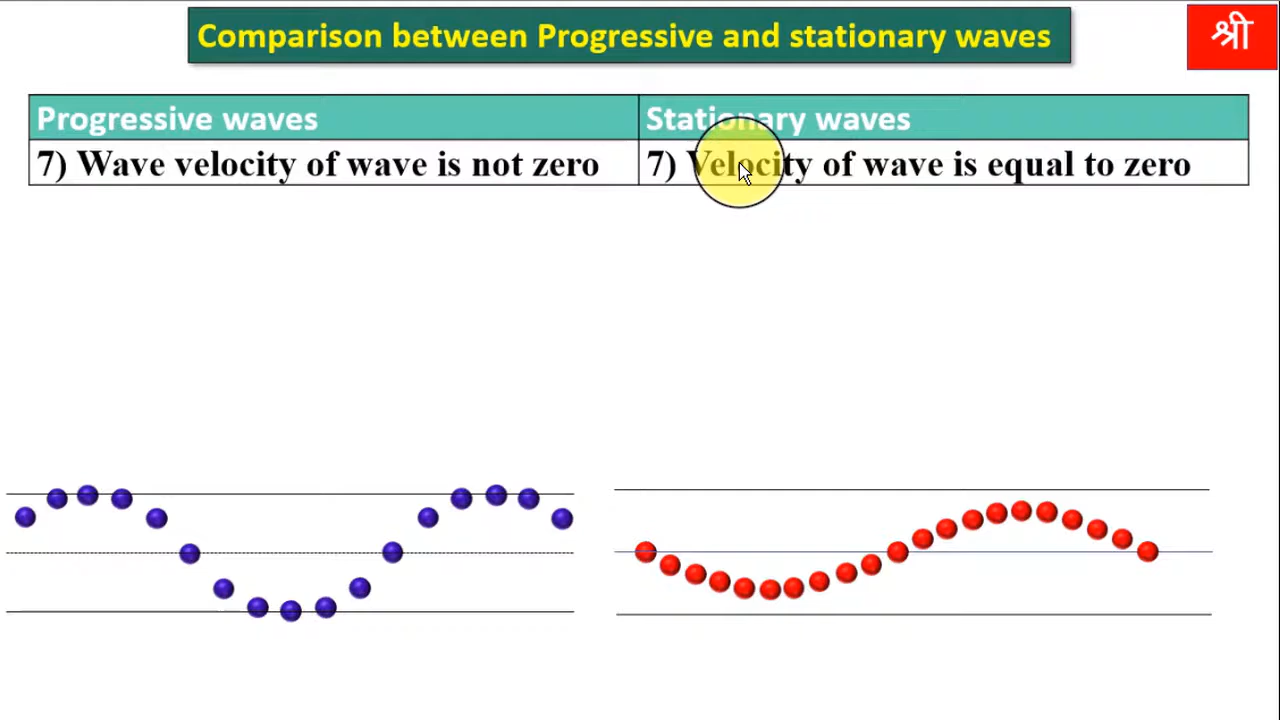 Comparison between Progressive and stationary waves
श्री
Progressive waves
Stationary waves
7) Wave velocity of wave is not zero
7) Velocity of wave is equal to zero